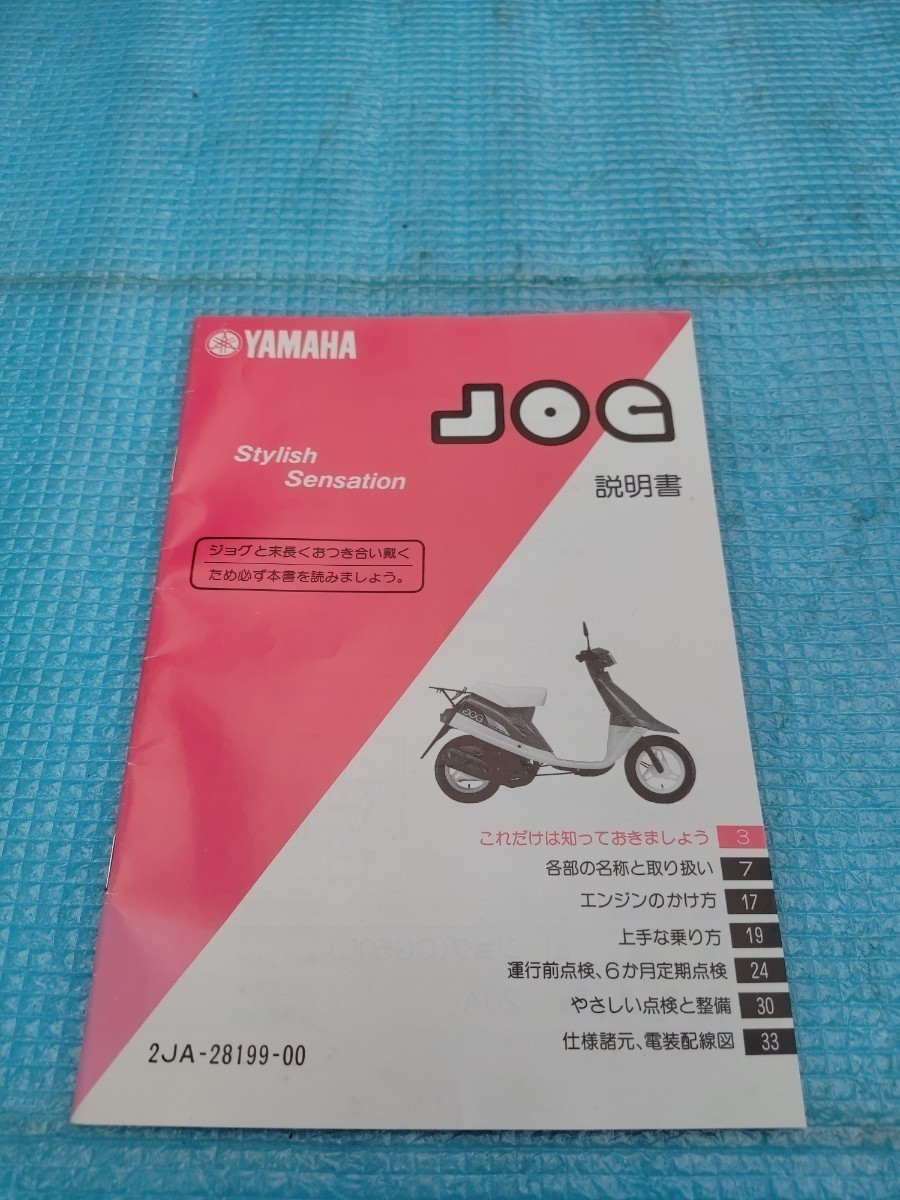 YAMAHA
JOG
Stylish
Sensation
説明書
ジョグと末長くおつき合い戴く
ため必ず本書を読みましょう。
JOG
これだけは知っておきましょう 3
各部の名称と取り扱い 7
エンジンのかけ方 17
上手な乗り方 19
運行前点検、6か月定期点検 24
やさしい点検と整備 30
仕様諸元、電装配線図 33
2JA-28199-00